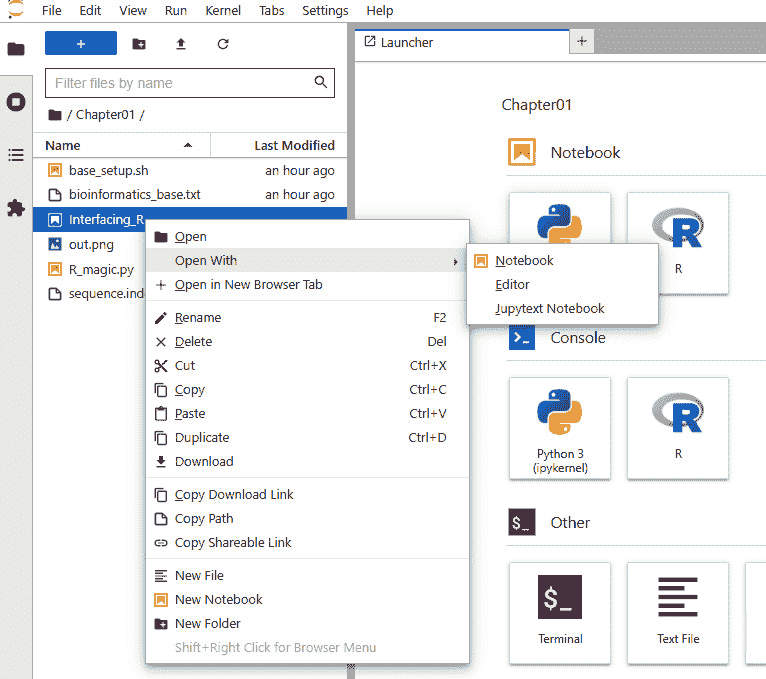 File Edit View Run Kernel Tabs Settings Help
+
Launcher
+
Filter files by name
/ Chapter01 /
Name Last Modified
base_setup.sh an hour ago
bioinformatics_base.txt an hour ago
Interfacing_R
out.png
R_magic.py
sequence.ind
Open
Open With
Open in New Browser Tab
Rename F2
Delete Del
Cut Ctrl+X
Copy Ctrl+C
Paste Ctrl+V
Duplicate Ctrl+D
Download
Copy Download Link
Copy Path
Copy Shareable Link
New File
New Notebook
New Folder
Shift+Right Click for Browser Menu
Notebook
Editor
Jupytext Notebook
Chapter01
Notebook
R
R
Console
Python 3
(ipykernel)
R
R
$_
Other
$_
Terminal
Text File